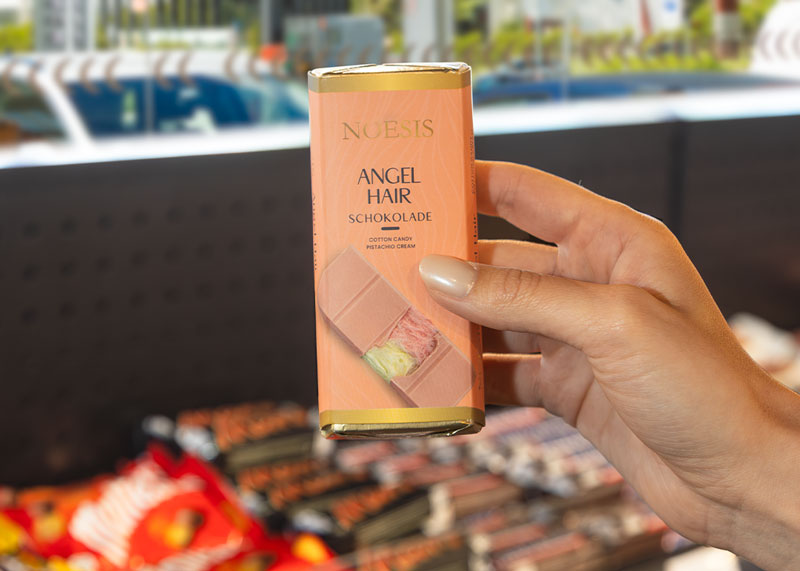 NOESIS
ANGEL
HAIR
SCHOKOLADE
COTTON CANDY
PISTACHIO CREAM